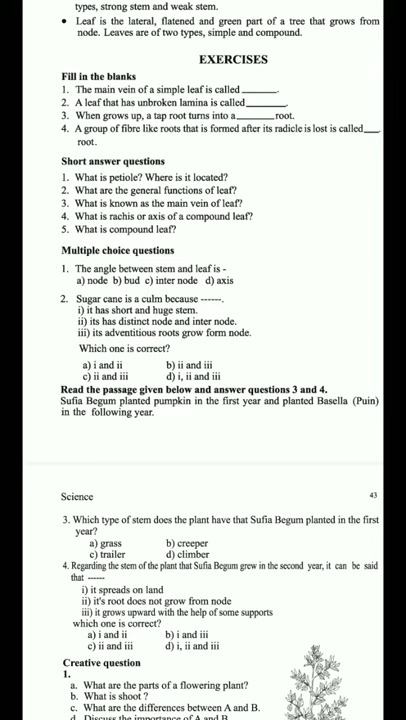 types, strong stem and weak stem.
• Leaf is the lateral, flatened and green part of a tree that grows from
node. Leaves are of two types, simple and compound.
EXERCISES
Fill in the blanks
1. The main vein of a simple leaf is called ________.
2. A leaf that has unbroken lamina is called________.
3. When grows up, a tap root turns into a________root.
4. A group of fibre like roots that is formed after its radicle is lost is called___
root.
Short answer questions
1. What is petiole? Where is it located?
2. What are the general functions of leaf?
3. What is known as the main vein of leaf?
4. What is rachis or axis of a compound leaf?
5. What is compound leaf?
Multiple choice questions
1. The angle between stem and leaf is -
a) node b) bud c) inter node d) axis
2. Sugar cane is a culm because ------.
i) it has short and huge stem.
ii) its has distinct node and inter node.
iii) its adventitious roots grow form node.
Which one is correct?
a) i and ii b) ii and iii
c) ii and iii d) i, ii and iii
Read the passage given below and answer questions 3 and 4.
Sufia Begum planted pumpkin in the first year and planted Basella (Puin)
in the following year.
Science 43
3. Which type of stem does the plant have that Sufia Begum planted in the first
year?
a) grass b) creeper
c) trailer d) climber
4. Regarding the stem of the plant that Sufia Begum grew in the second year, it can be said
that ------
i) it spreads on land
ii) it's root does not grow from node
iii) it grows upward with the help of some supports
which one is correct?
a) i and ii b) i and iii
c) ii and iii d) i, ii and iii
Creative question
1.
a. What are the parts of a flowering plant?
b. What is shoot ?
c. What are the differences between A and B.
d. Discuss the importance of A and B